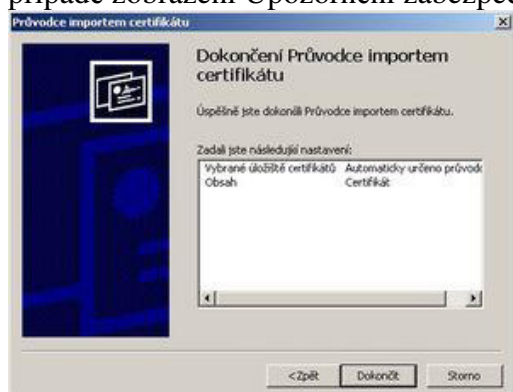 případě zobrazení Upozornění zabezpeč
Průvodce importem certifikátu
Dokončení Průvodce importem
certifikátu
Úspěšně jste dokončili Průvodce importem certifikátu.
Zadali jste následující nastavení:
Vybrané úložiště certifikátů Automaticky určeno průvodc
Obsah Certifikát
<Zpět Dokončit Storno